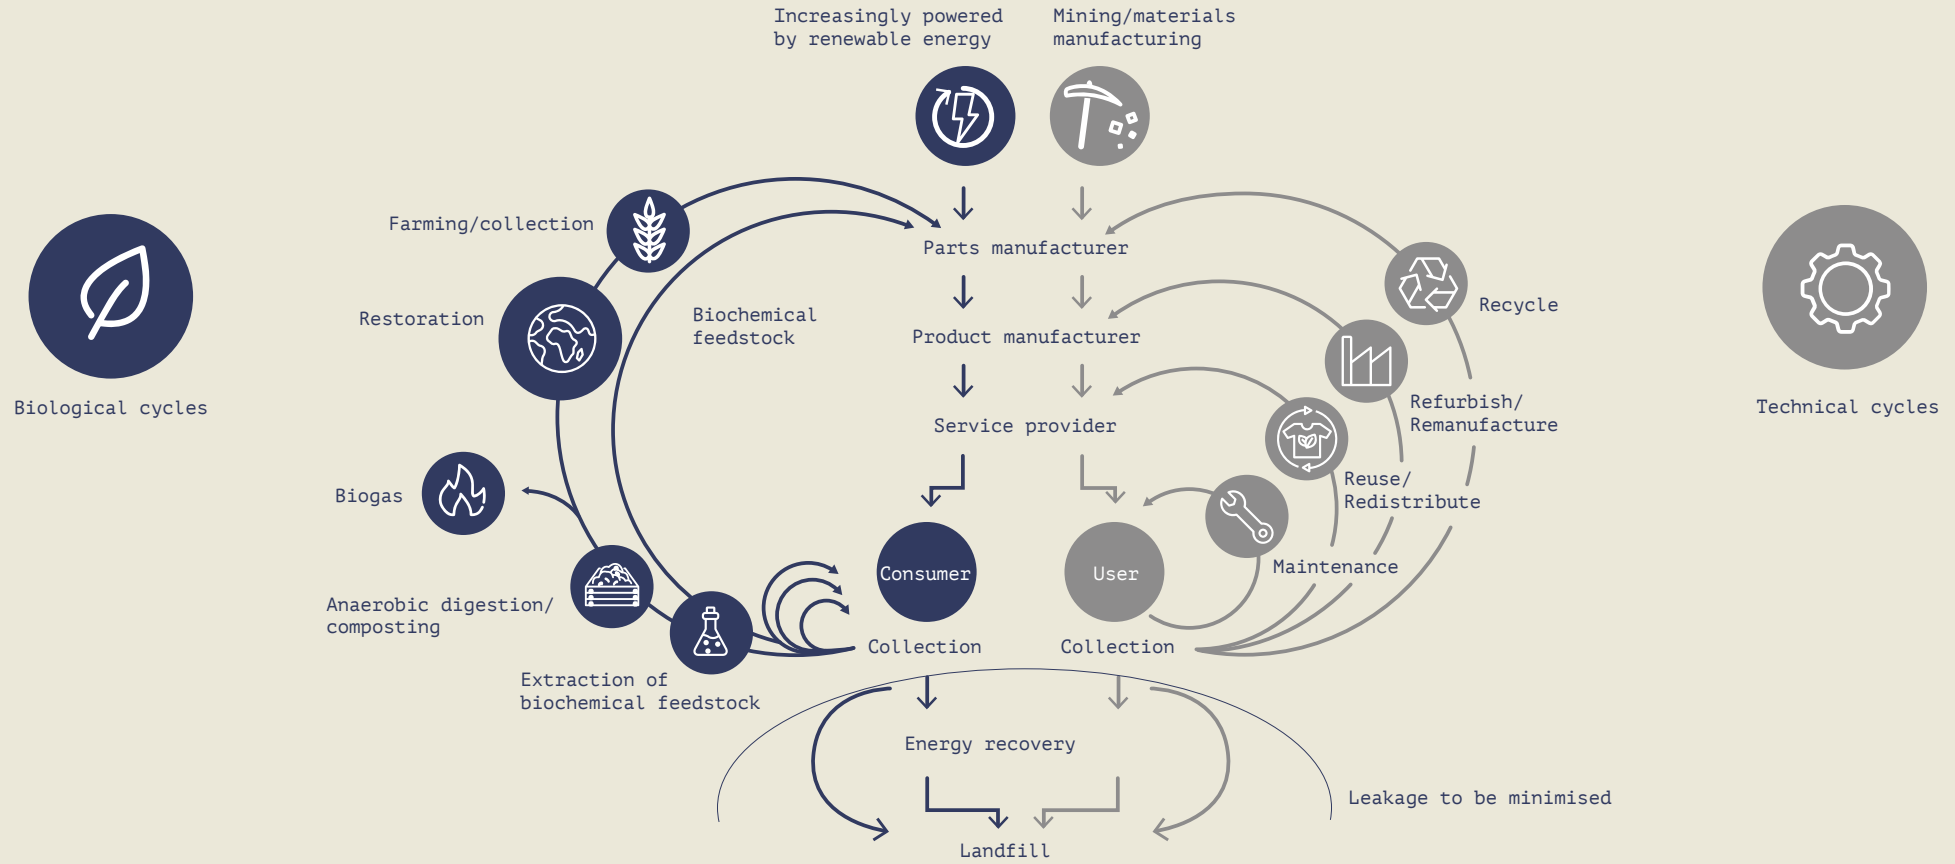 Increasingly powered
by renewable energy
Mining/materials
manufacturing
Farming/collection
Parts manufacturer
Restoration
Biochemical
feedstock
Recycle
Product manufacturer
Biological cycles
Technical cycles
Refurbish/
Remanufacture
Service provider
Reuse/
Redistribute
Biogas
Consumer
User
Maintenance
Anaerobic digestion/
composting
Collection
Collection
Extraction of
biochemical feedstock
Energy recovery
Leakage to be minimised
Landfill